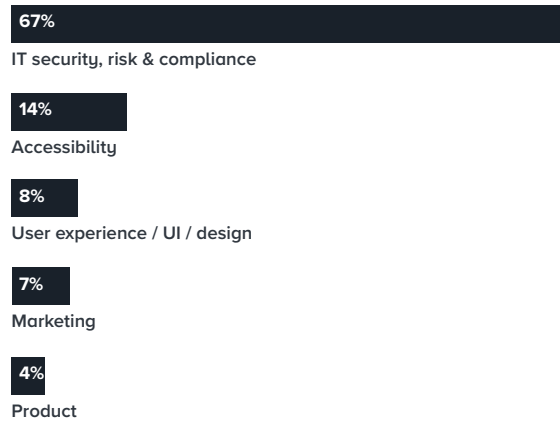 67%
IT security, risk & compliance
14%
Accessibility
8%
User experience / UI / design
7%
Marketing
4%
Product